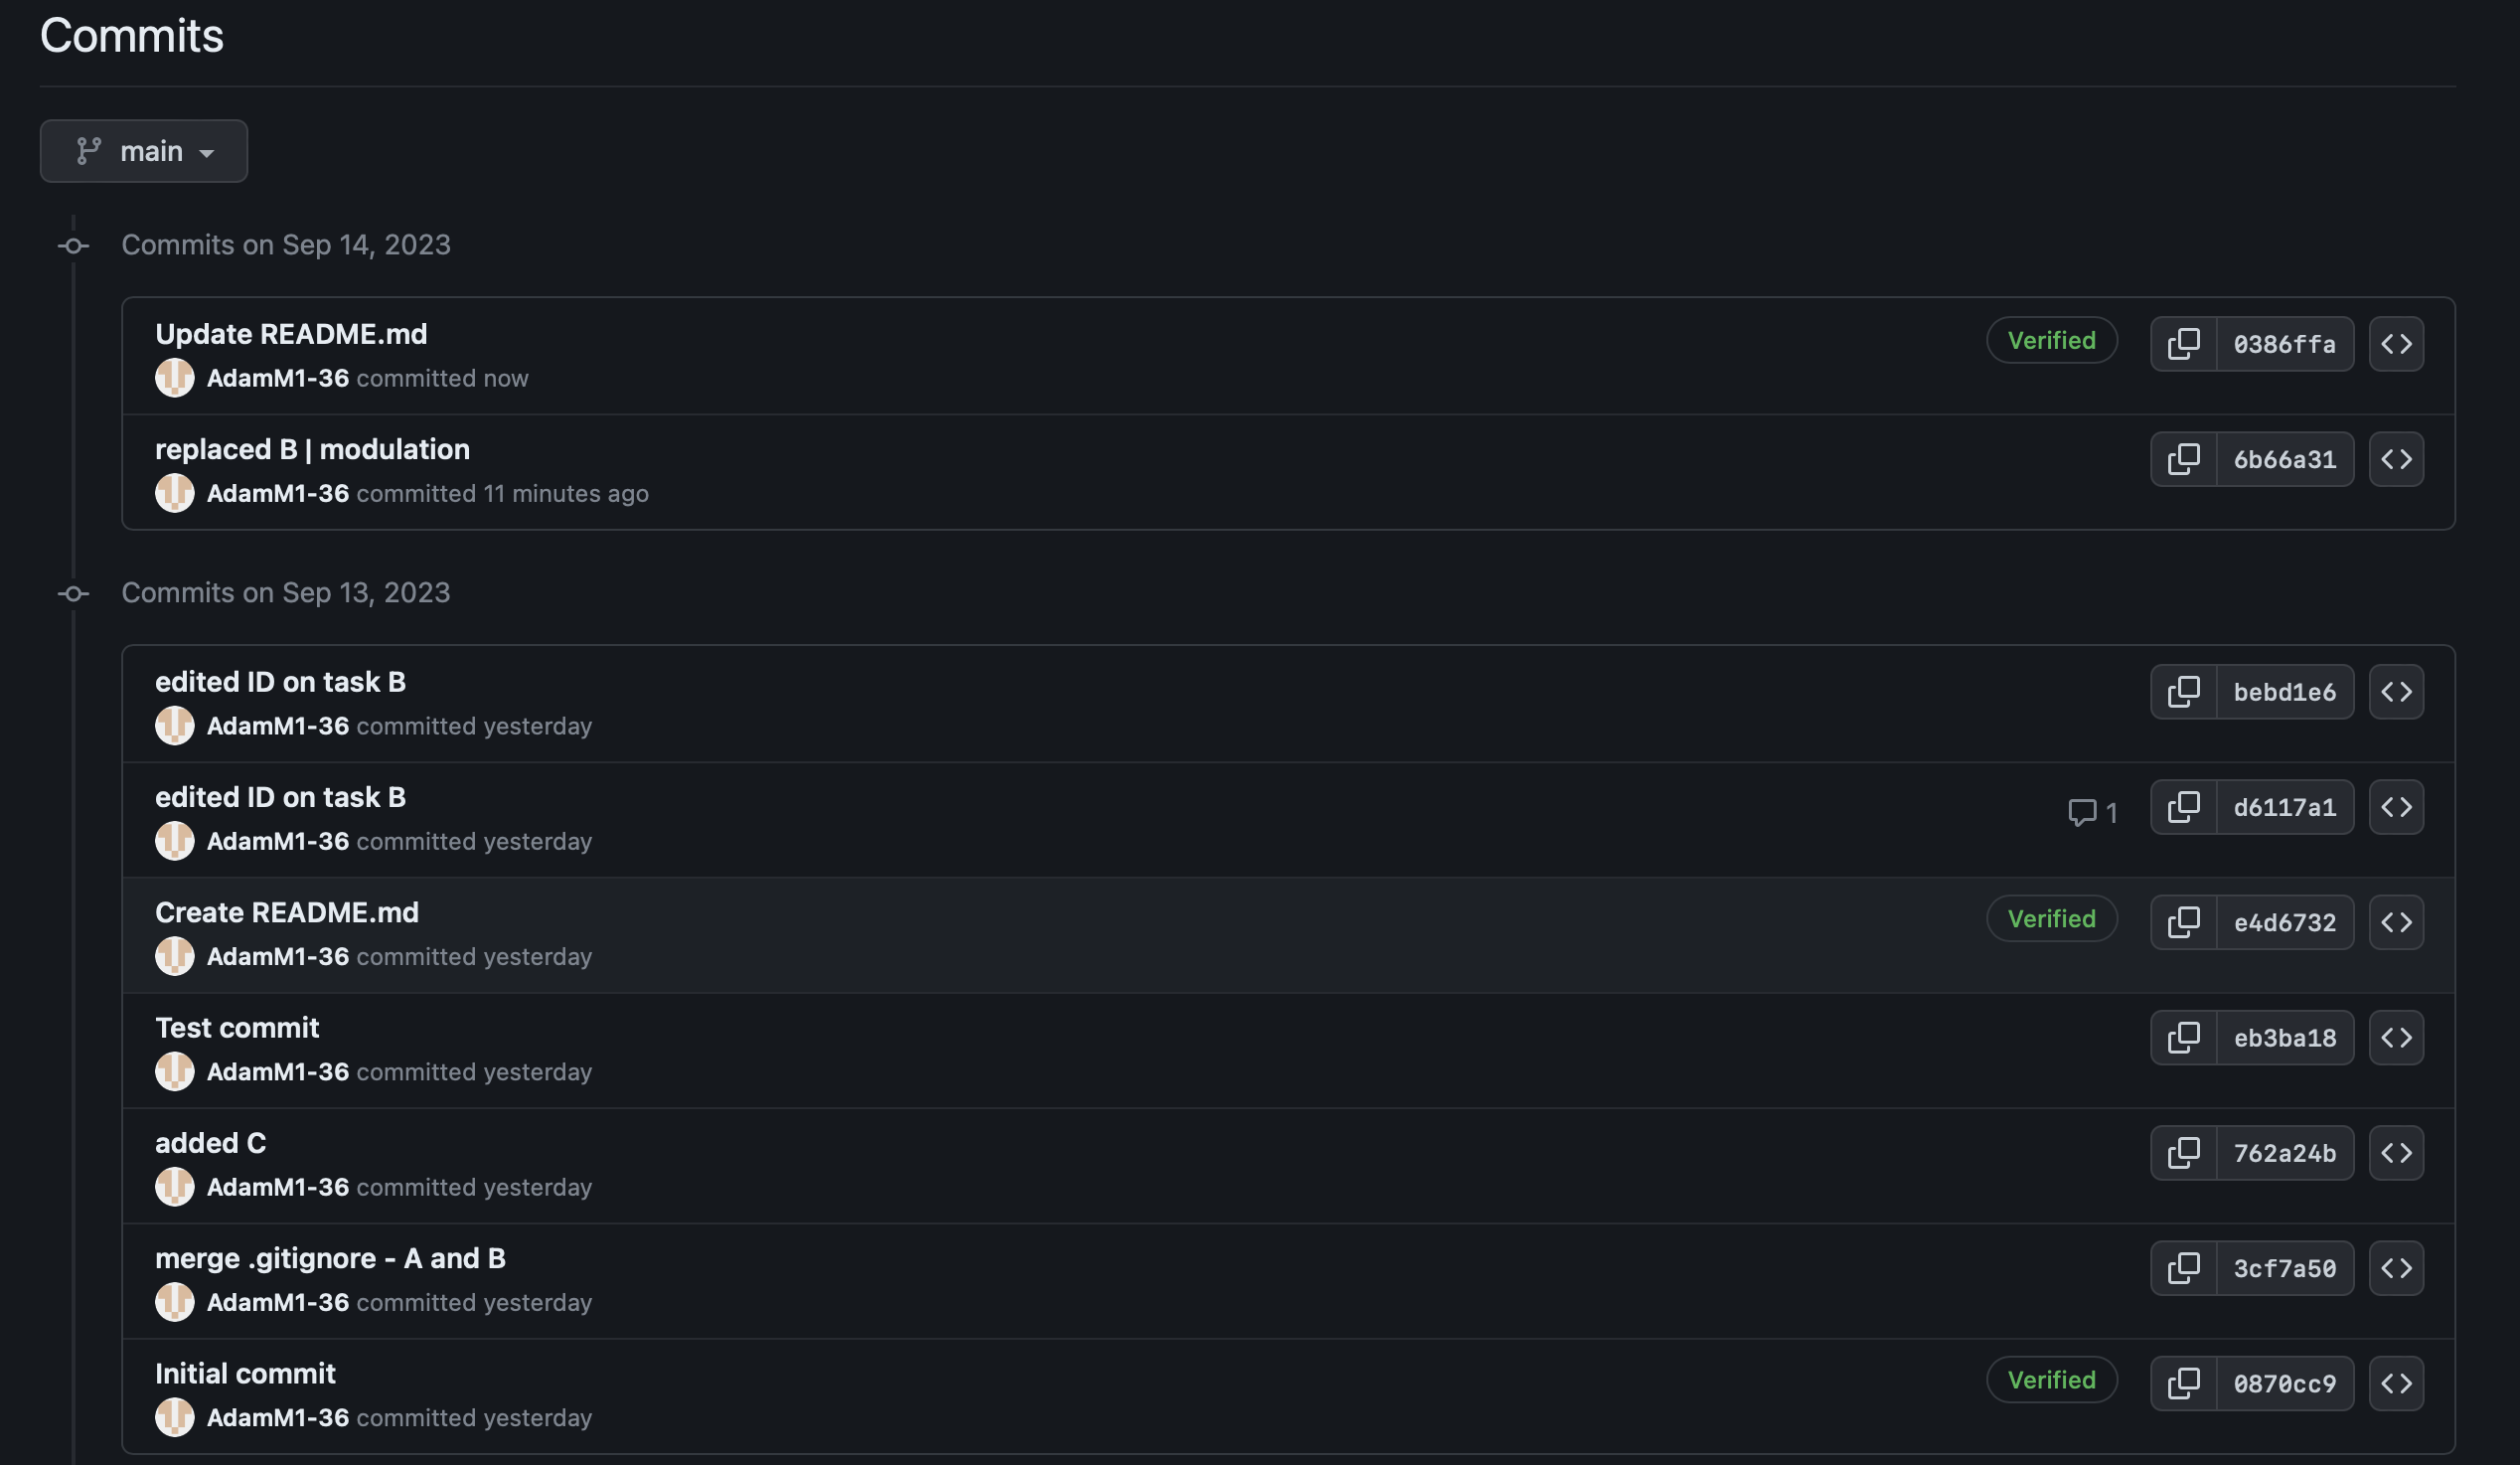 Commits
main
Commits on Sep 14, 2023
Update README.md
Verified
0386ffa
AdamM1-36 committed now
replaced B | modulation
6b66a31
AdamM1-36 committed 11 minutes ago
Commits on Sep 13, 2023
edited ID on task B
bebd1e6
AdamM1-36 committed yesterday
edited ID on task B
1
d6117a1
AdamM1-36 committed yesterday
Create README.md
Verified
e4d6732
AdamM1-36 committed yesterday
Test commit
eb3ba18
AdamM1-36 committed yesterday
added C
762a24b
AdamM1-36 committed yesterday
merge .gitignore - A and B
3cf7a50
AdamM1-36 committed yesterday
Initial commit
Verified
0870cc9
AdamM1-36 committed yesterday